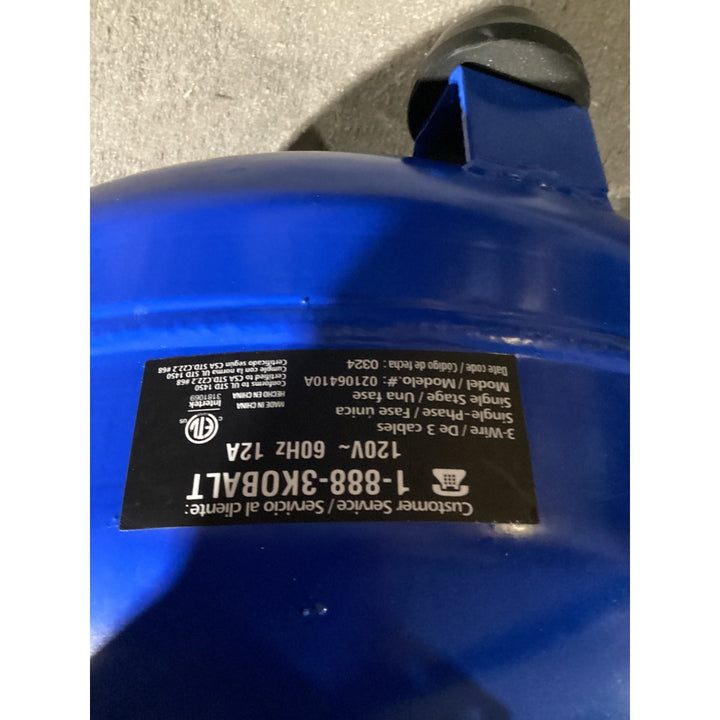 Customer Service / Servicio al cliente:
1-888-3KOBALT
120V~ 60Hz 12A
3-Wire / De 3 cables
Single-Phase / Fase única
Single Stage / Una fase
Model / Modelo.#: 02106410A
Date code / Código de fecha : 0324
ETL
C US
Intertek
3181069
MADE IN CHINA
HECHO EN CHINA
Conforms to UL STD 1450
Certified to CSA STD.C22.2 #68
Cumple con la norma UL STD 1450
Certificado según CSA STD.C22.2 #68